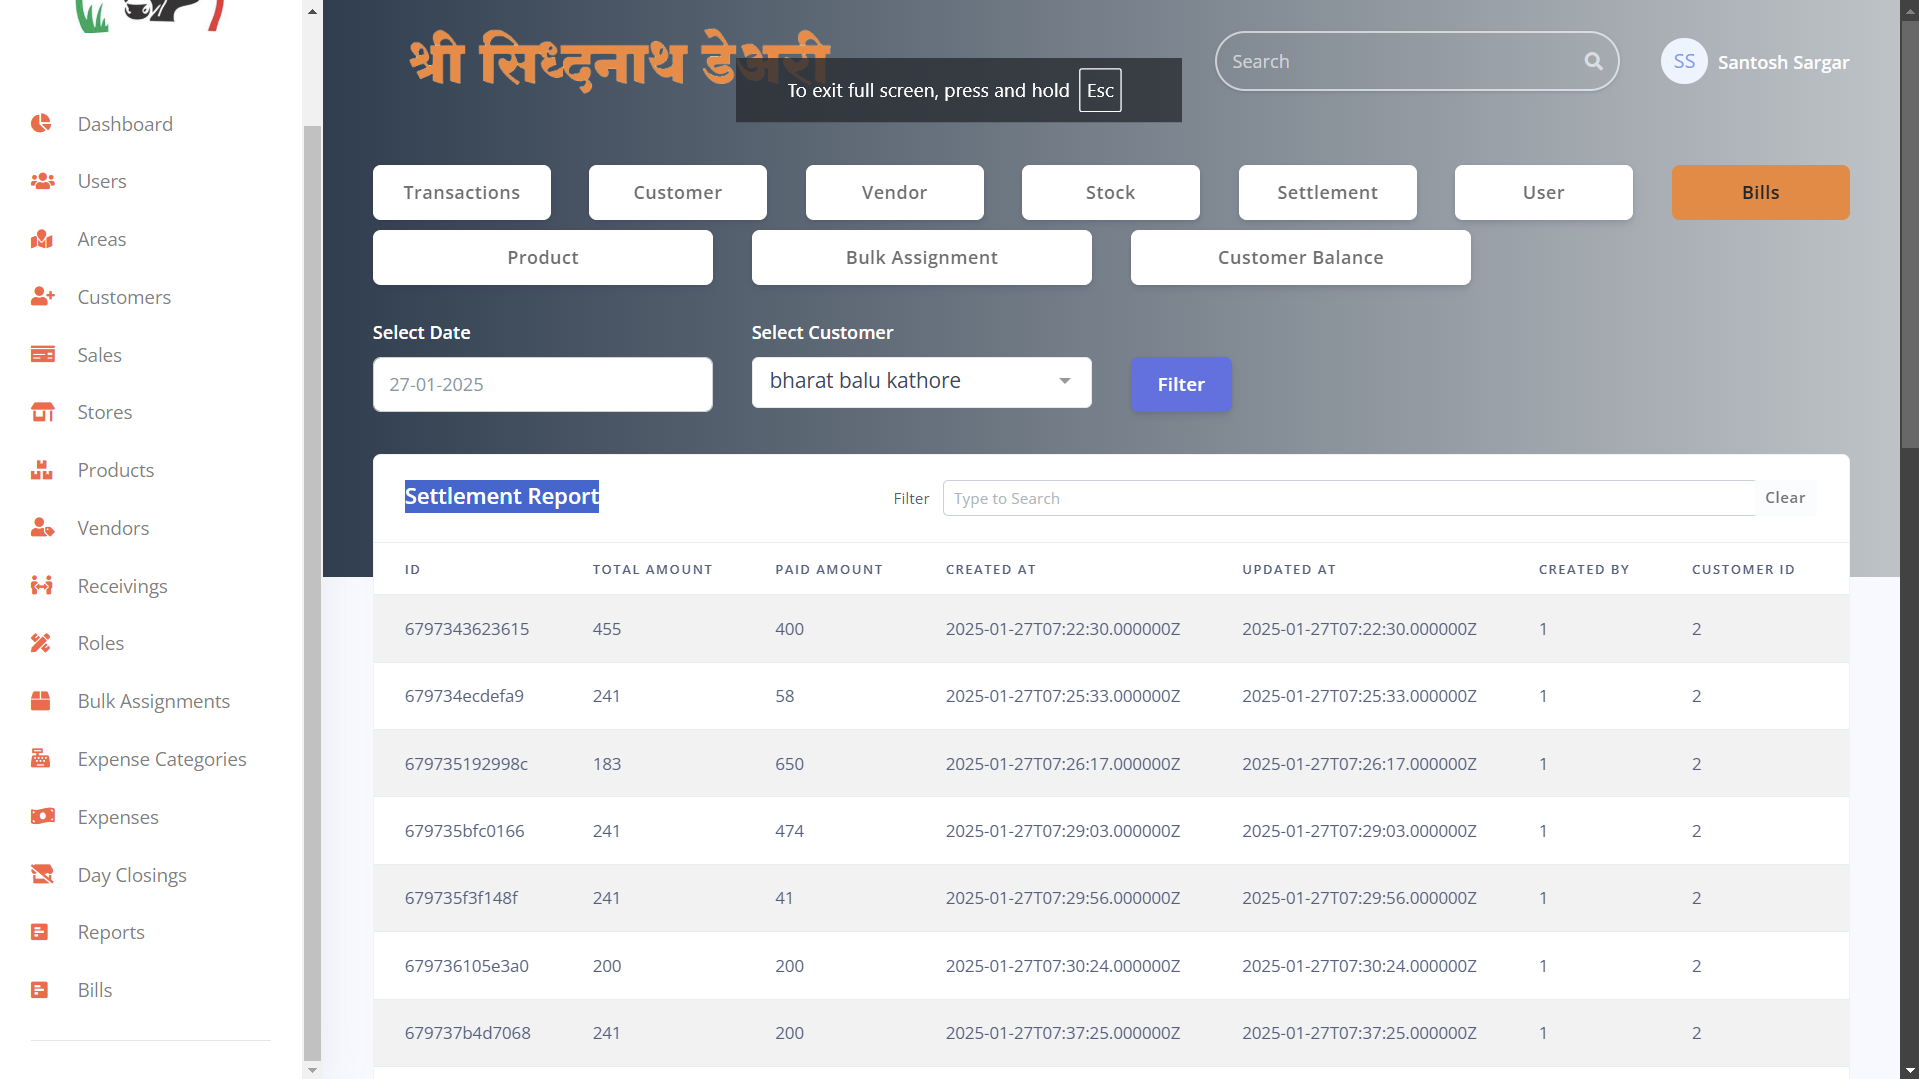 श्री सिध्दनाथ डेअरी
To exit full screen, press and hold Esc
Search
SS Santosh Sargar
Dashboard
Users
Areas
Customers
Sales
Stores
Products
Vendors
Receivings
Roles
Bulk Assignments
Expense Categories
Expenses
Day Closings
Reports
Bills
Transactions Customer Vendor Stock Settlement User Bills
Product Bulk Assignment Customer Balance
Select Date Select Customer
27-01-2025 bharat balu kathore Filter
Settlement Report Filter Type to Search Clear
ID TOTAL AMOUNT PAID AMOUNT CREATED AT UPDATED AT CREATED BY CUSTOMER ID
6797343623615 455 400 2025-01-27T07:22:30.000000Z 2025-01-27T07:22:30.000000Z 1 2
679734ecdefa9 241 58 2025-01-27T07:25:33.000000Z 2025-01-27T07:25:33.000000Z 1 2
679735192998c 183 650 2025-01-27T07:26:17.000000Z 2025-01-27T07:26:17.000000Z 1 2
679735bfc0166 241 474 2025-01-27T07:29:03.000000Z 2025-01-27T07:29:03.000000Z 1 2
679735f3f148f 241 41 2025-01-27T07:29:56.000000Z 2025-01-27T07:29:56.000000Z 1 2
679736105e3a0 200 200 2025-01-27T07:30:24.000000Z 2025-01-27T07:30:24.000000Z 1 2
679737b4d7068 241 200 2025-01-27T07:37:25.000000Z 2025-01-27T07:37:25.000000Z 1 2